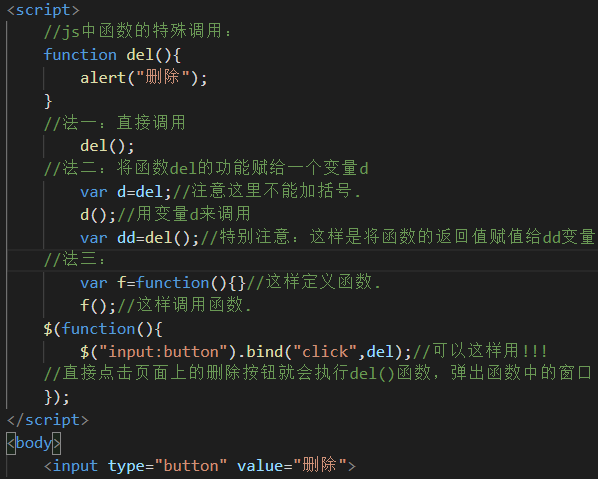 <script>
//js中函数的特殊调用：
function del(){
alert("删除");
}
//法一：直接调用
del();
//法二：将函数del的功能赋给一个变量d
var d=del;//注意这里不能加括号.
d();//用变量d来调用
var dd=del();//特别注意：这样是将函数的返回值赋值给dd变量
//法三：
var f=function(){}//这样定义函数.
f();//这样调用函数.
$(function(){
$("input:button").bind("click",del);//可以这样用!!!
//直接点击页面上的删除按钮就会执行del()函数，弹出函数中的窗口
});
</script>
<body>
<input type="button" value="删除">